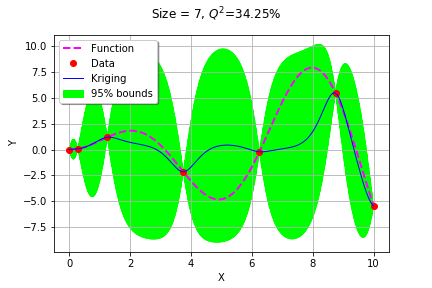 Size = 7, Q²=34.25%
10.0
7.5
5.0
2.5
0.0
−2.5
−5.0
−7.5
Y
Function
Data
Kriging
95% bounds
0 2 4 6 8 10
X